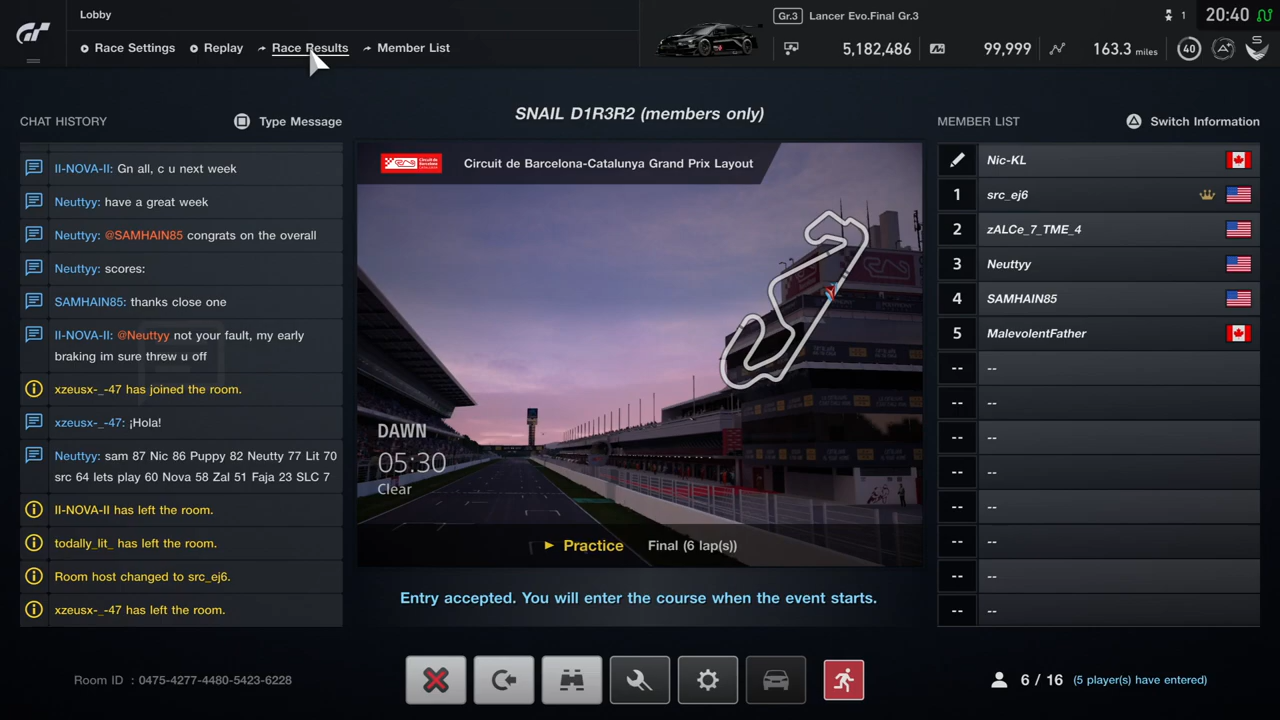 Lobby
Race Settings
Replay
Race Results
Member List
Gr.3
Lancer Evo.Final Gr.3
5,182,486
99,999
163.3 miles
1
20:40
40
A
S
CHAT HISTORY
Type Message
II-NOVA-II: Gn all, c u next week
Neuttyy: have a great week
Neuttyy: @SAMHAIN85 congrats on the overall
Neuttyy: scores:
SAMHAIN85: thanks close one
II-NOVA-II: @Neuttyy not your fault, my early
braking im sure threw u off
xzeusx-_-47 has joined the room.
xzeusx-_-47: ¡Hola!
Neuttyy: sam 87 Nic 86 Puppy 82 Neutty 77 Lit 70
src 64 lets play 60 Nova 58 Zal 51 Faja 23 SLC 7
II-NOVA-II has left the room.
todally_lit_ has left the room.
Room host changed to src_ej6.
xzeusx-_-47 has left the room.
SNAIL D1R3R2 (members only)
Circuit de Barcelona-Catalunya Grand Prix Layout
DAWN
05:30
Clear
Practice
Final (6 lap(s))
Entry accepted. You will enter the course when the event starts.
MEMBER LIST
Switch Information
Nic-KL
1 src_ej6
2 zALCe_7_TME_4
3 Neuttyy
4 SAMHAIN85
5 MalevolentFather
-- --
-- --
-- --
-- --
-- --
-- --
-- --
-- --
Room ID : 0475-4277-4480-5423-6228
6 / 16
(5 player(s) have entered)